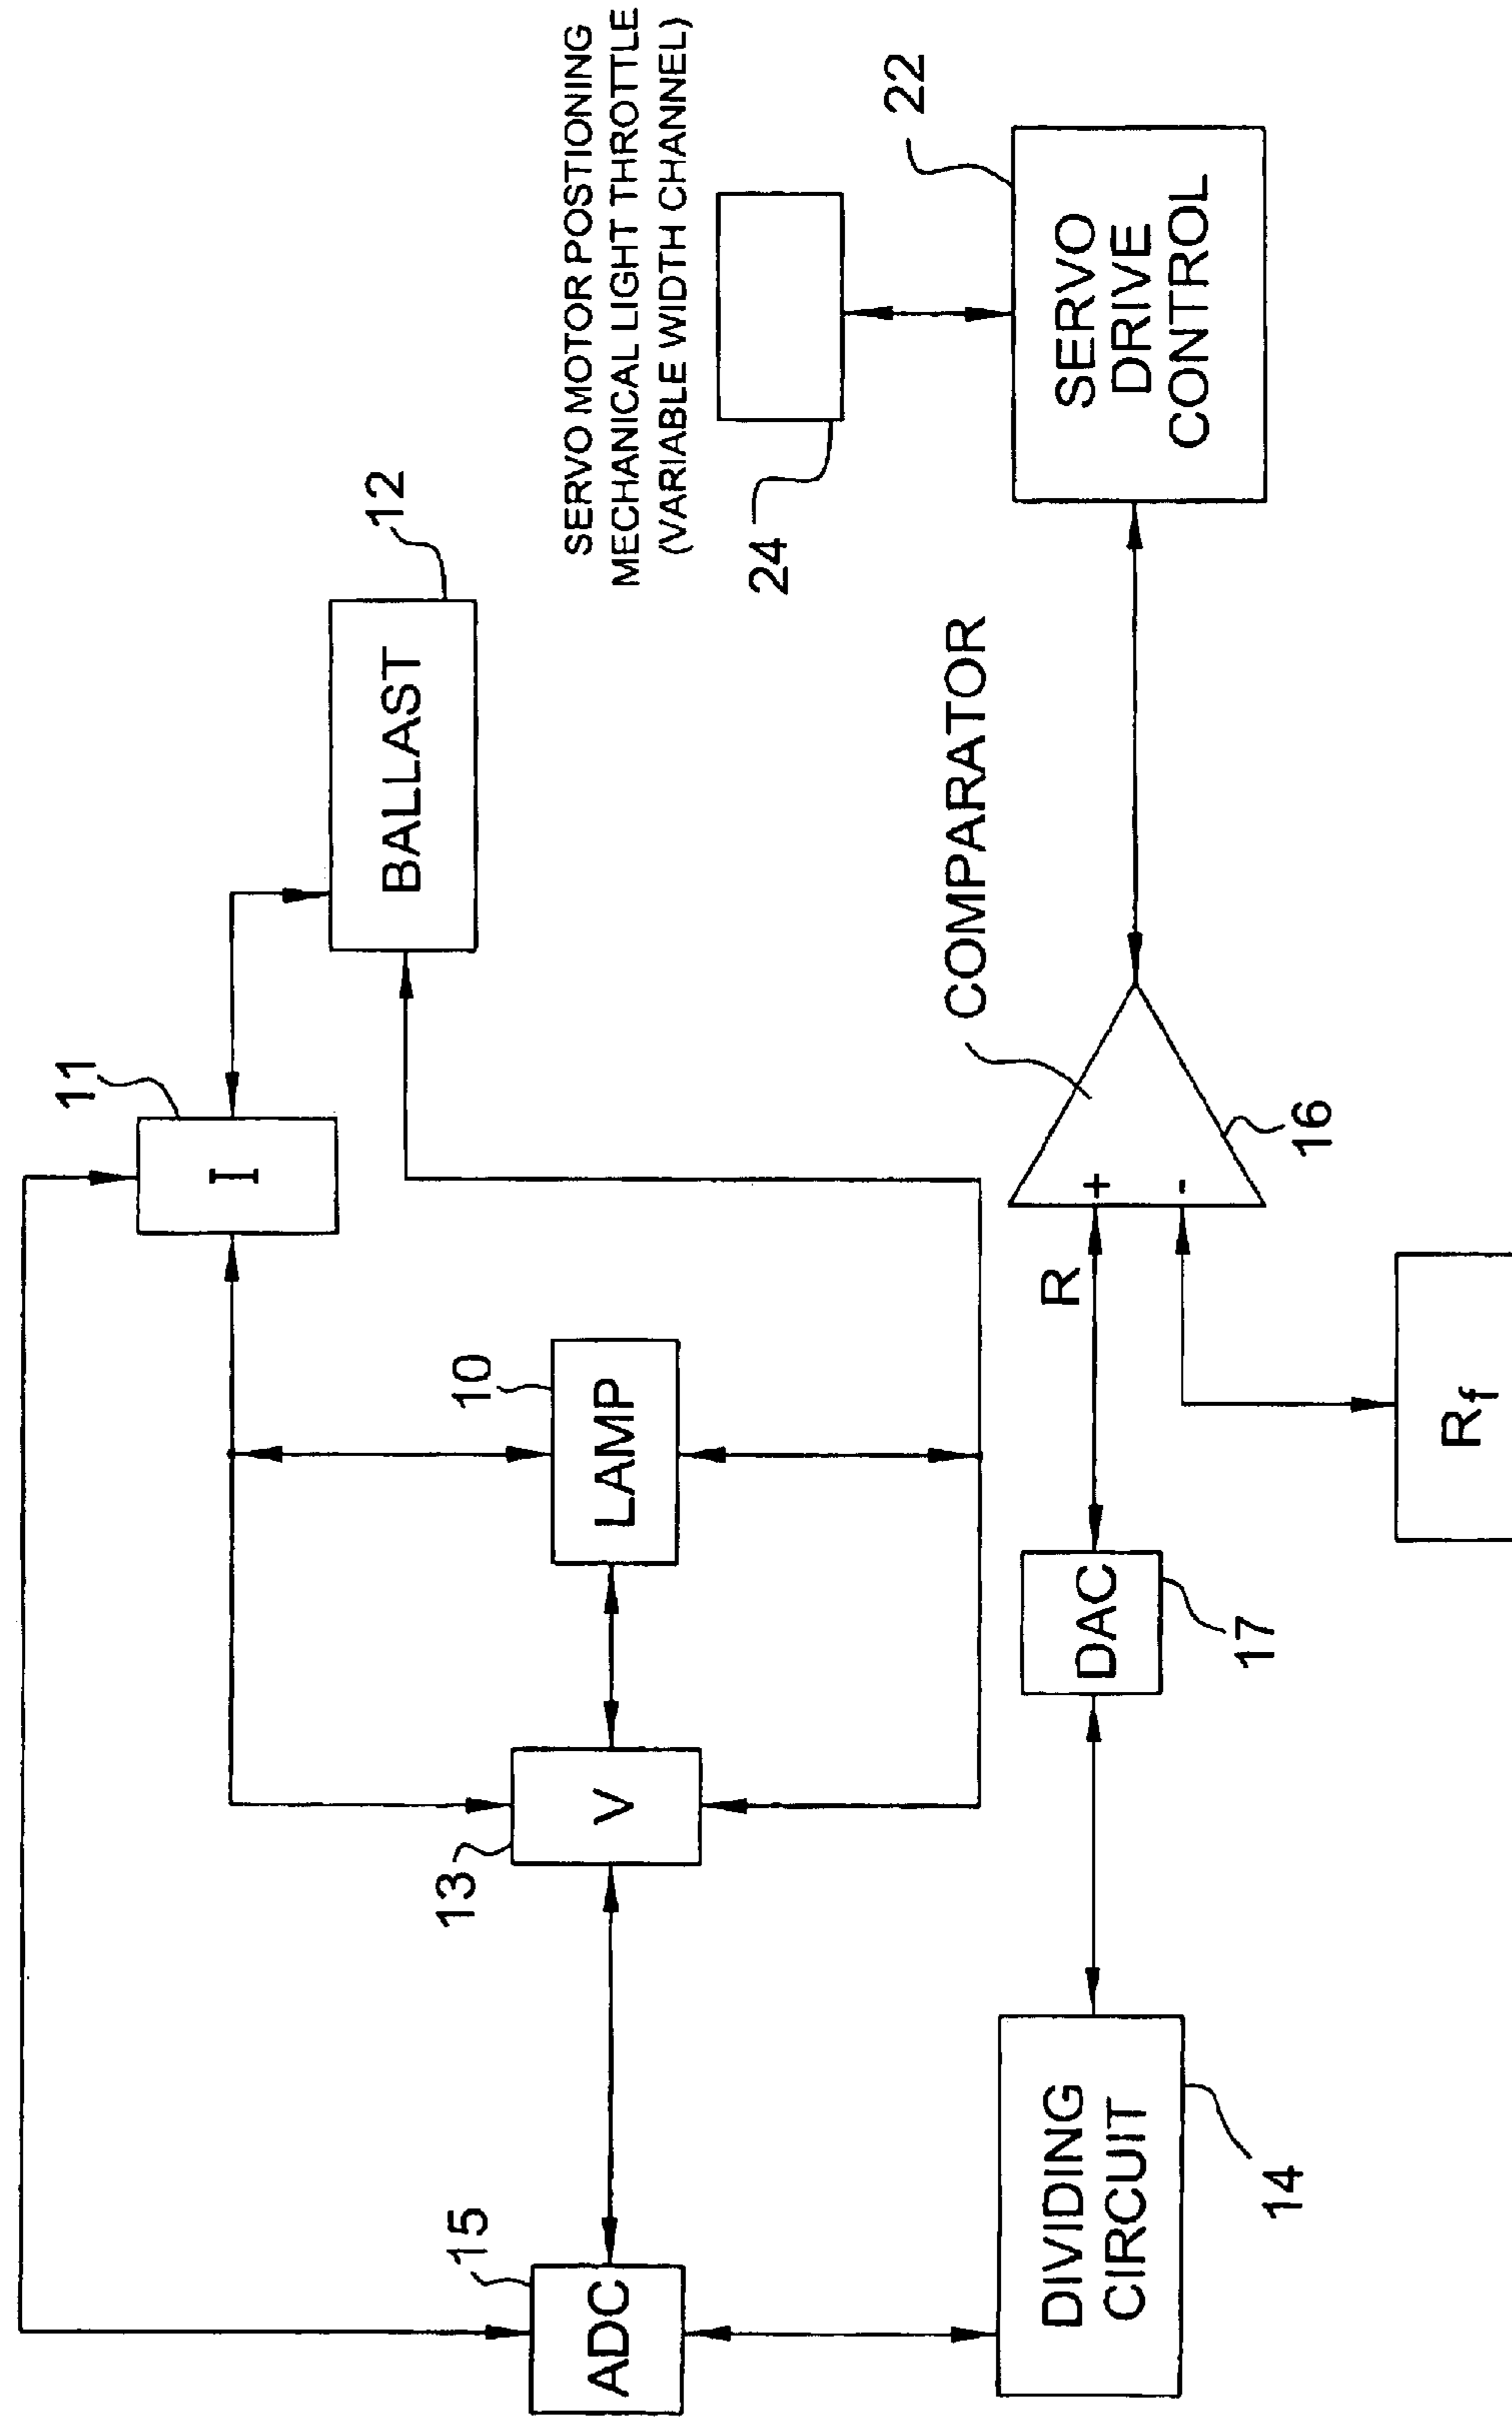 11
I
12
BALLAST
SERVO MOTOR POSTIONING
MECHANICAL LIGHT THROTTLE
(VARIABLE WIDTH CHANNEL)
10
LAMP
13
V
15
ADC
24
COMPARATOR
22
SERVO
DRIVE
CONTROL
DIVIDING
CIRCUIT
14
DAC
17
R
+
-
16
Rf